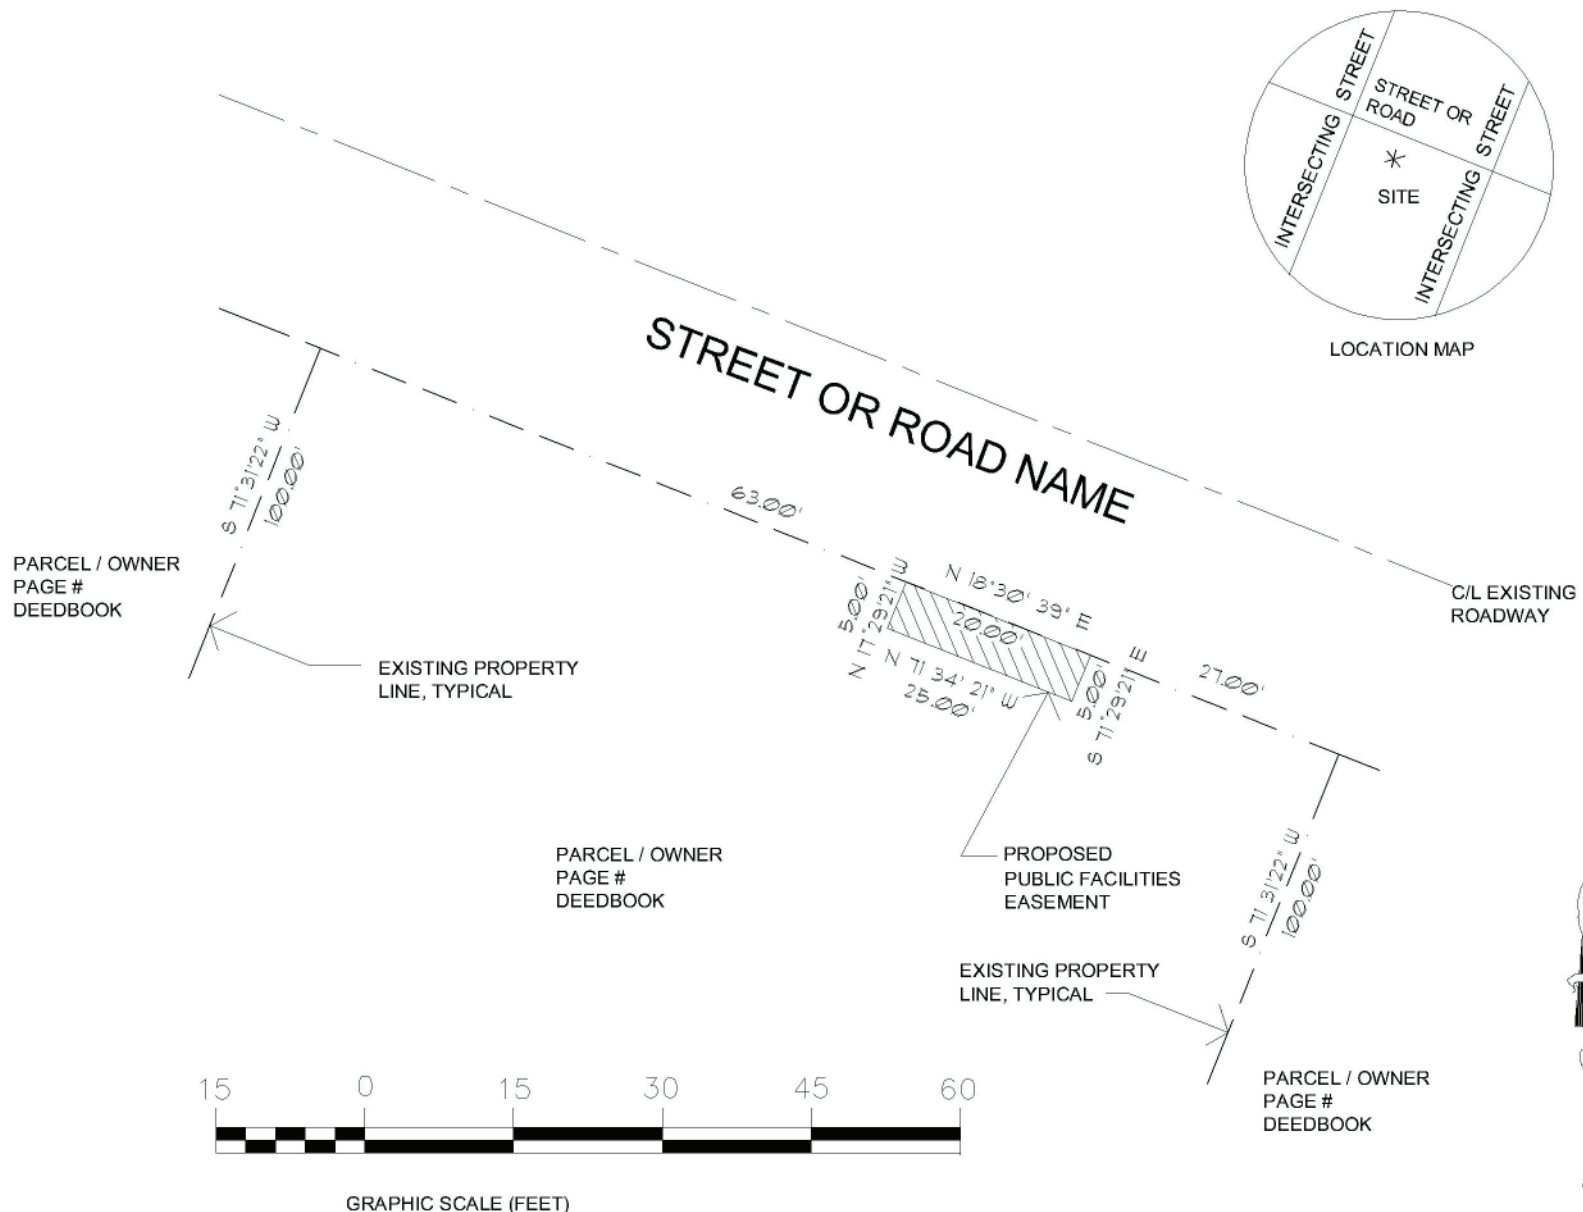 STREET
INTERSECTING
STREET OR
ROAD
STREET
INTERSECTING
SITE
LOCATION MAP
STREET OR ROAD NAME
S 71°31'22" W
100.00'
63.00'
PARCEL / OWNER
PAGE #
DEEDBOOK
EXISTING PROPERTY
LINE, TYPICAL
5.00'
N 17°29'21" W
N 18°30' 39" E
20.00'
N 71 34' 21" W
25.00'
5.00'
S 71°29'21" E
27.00'
C/L EXISTING
ROADWAY
PARCEL / OWNER
PAGE #
DEEDBOOK
PROPOSED
PUBLIC FACILITIES
EASEMENT
S 71 31'22" W
100.00'
EXISTING PROPERTY
LINE, TYPICAL
PARCEL / OWNER
PAGE #
DEEDBOOK
15 0 15 30 45 60
GRAPHIC SCALE (FEET)